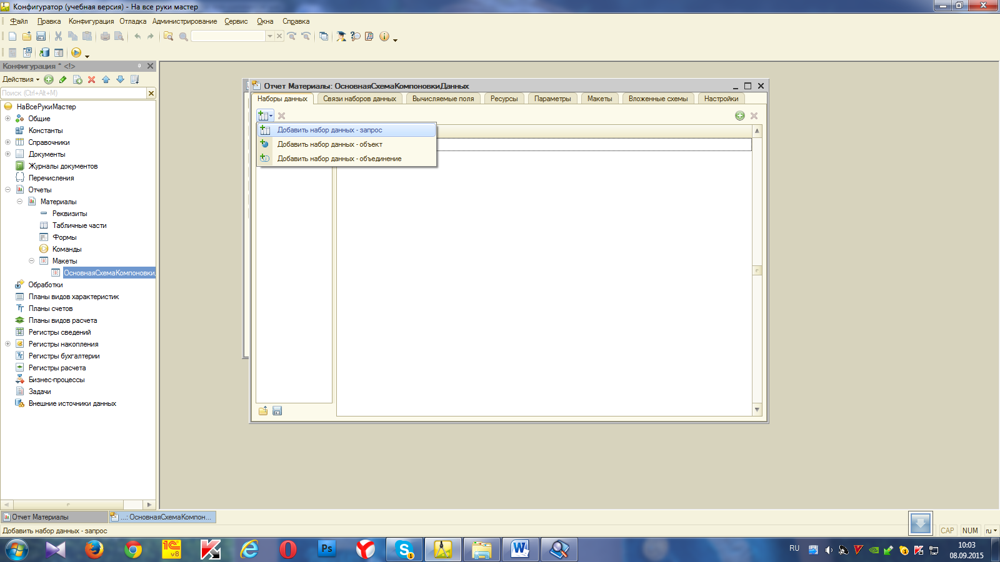 Конфигуратор (учебная версия) - На все руки мастер
Файл Правка Конфигурация Отладка Администрирование Сервис Окна Справка
Конфигурация * <!>
Действия
Поиск (Ctrl+Alt+M)
НаВсеРукиМастер
Общие
Константы
Справочники
Документы
Журналы документов
Перечисления
Отчеты
Материалы
Реквизиты
Табличные части
Формы
Команды
Макеты
ОсновнаяСхемаКомпоновки
Обработки
Планы видов характеристик
Планы счетов
Планы видов расчета
Регистры сведений
Регистры накопления
Регистры бухгалтерии
Регистры расчета
Бизнес-процессы
Задачи
Внешние источники данных
Отчет Материалы: ОсновнаяСхемаКомпоновкиДанных
Наборы данных Связи наборов данных Вычисляемые поля Ресурсы Параметры Макеты Вложенные схемы Настройки
Добавить набор данных - запрос
Добавить набор данных - объект
Добавить набор данных - объединение
Отчет Материалы ...: ОсновнаяСхемаКомпон...
Добавить набор данных - запрос
CAP NUM ru
1С v8
Ps
RU
10:03
08.09.2015